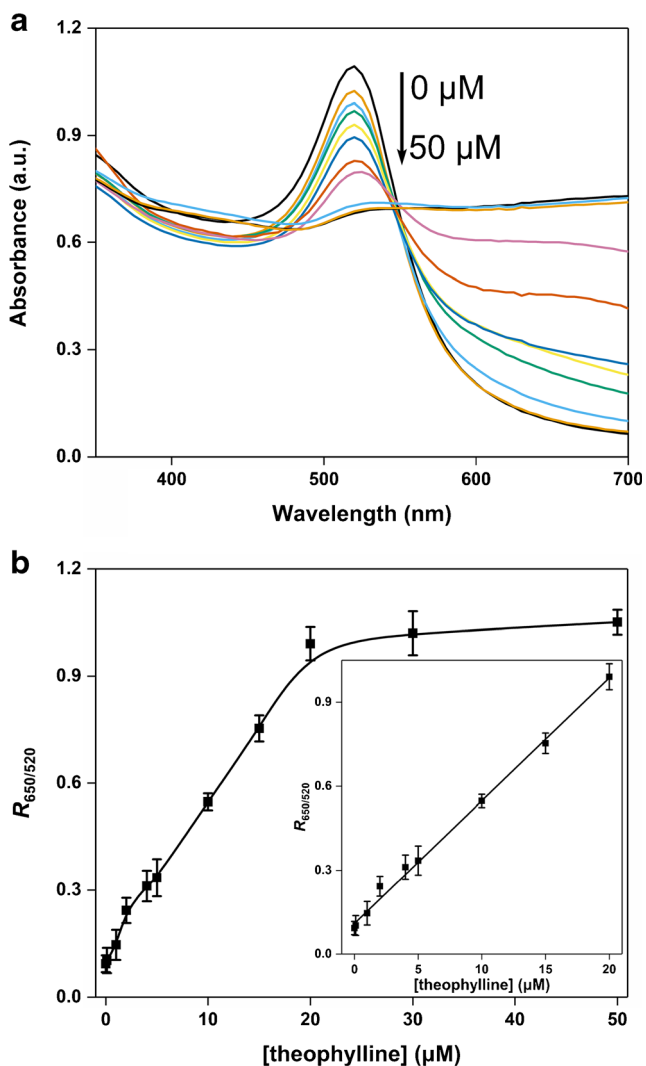 a
1.2
0.9
0.6
0.3
0.0
Absorbance (a.u.)
0 µM
50 µM
400 500 600 700
Wavelength (nm)
b
1.2
0.9
0.6
0.3
0.0
R650/520
0 10 20 30 40 50
[theophylline] (µM)
0.9
0.6
0.3
0.0
R650/520
0 5 10 15 20
[theophylline] (µM)